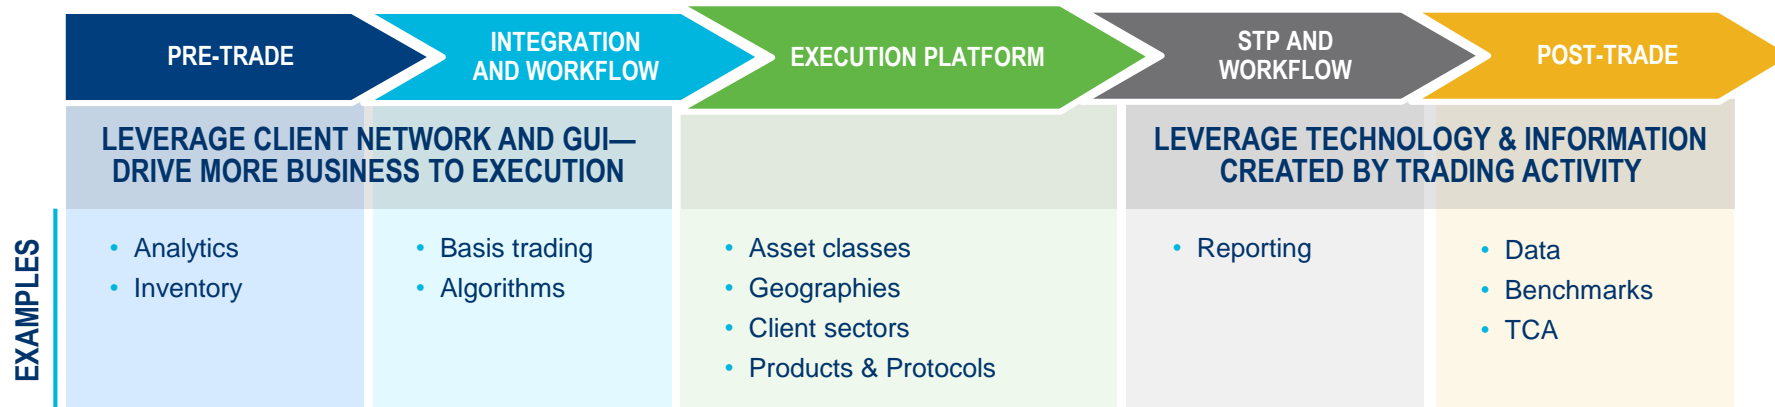 PRE-TRADE
INTEGRATION
AND WORKFLOW
EXECUTION PLATFORM
STP AND
WORKFLOW
POST-TRADE
LEVERAGE CLIENT NETWORK AND GUI—
DRIVE MORE BUSINESS TO EXECUTION
LEVERAGE TECHNOLOGY & INFORMATION
CREATED BY TRADING ACTIVITY
EXAMPLES
• Analytics
• Inventory
• Basis trading
• Algorithms
• Asset classes
• Geographies
• Client sectors
• Products & Protocols
• Reporting
• Data
• Benchmarks
• TCA